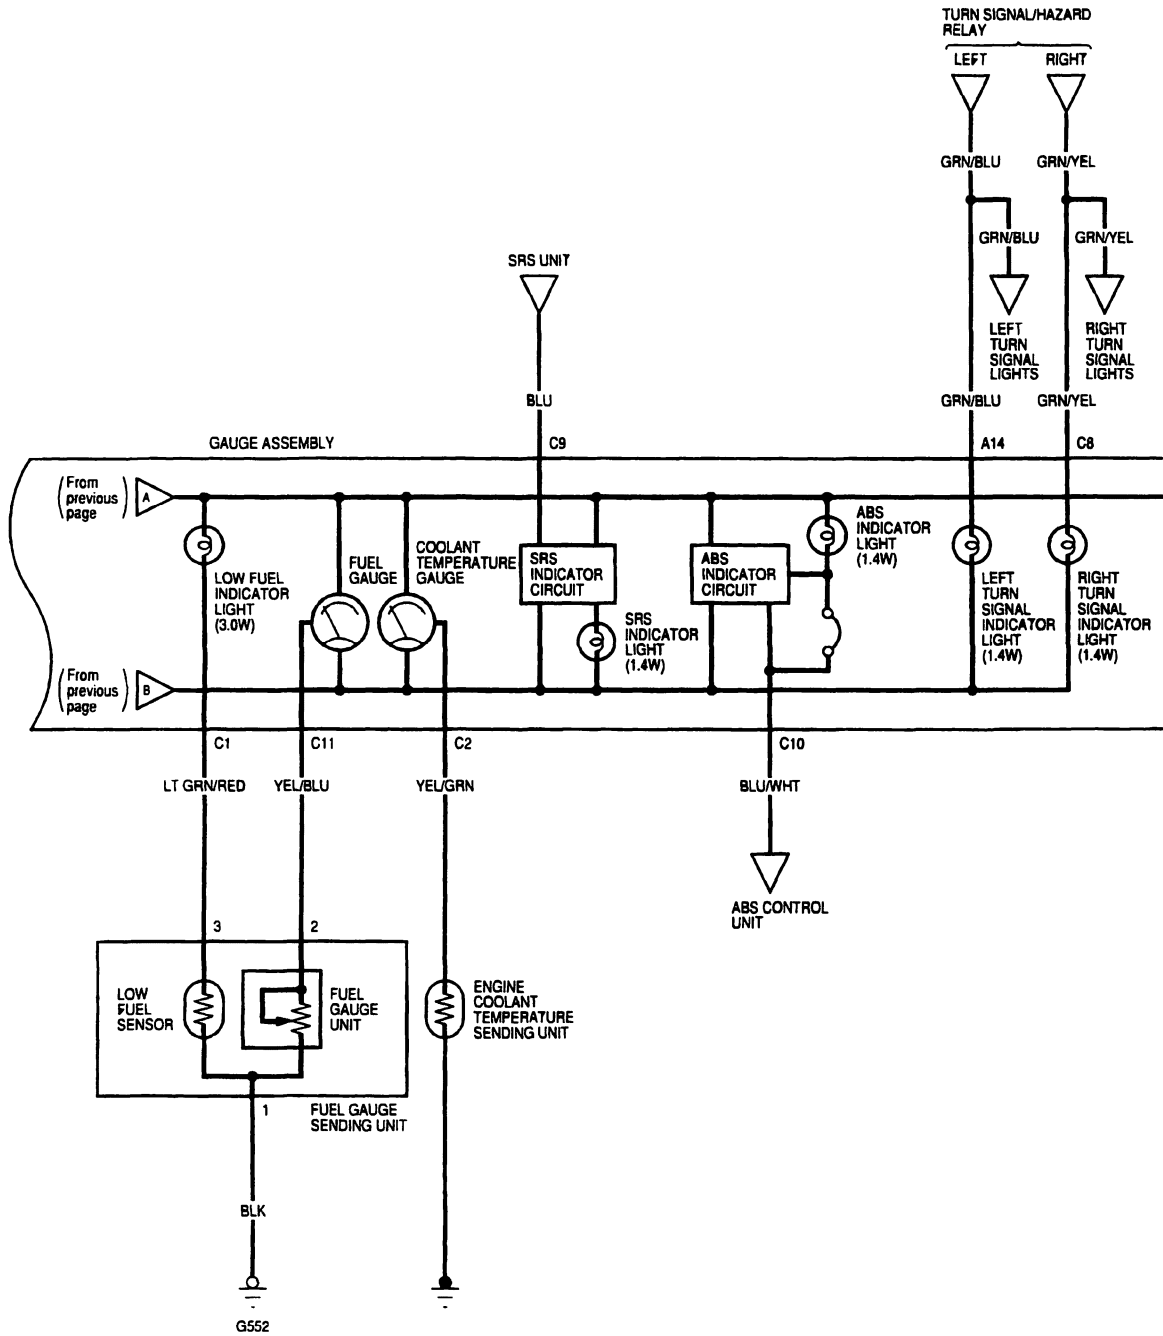 TURN SIGNAL/HAZARD
RELAY
LEFT
RIGHT
GRN/BLU
GRN/YEL
GRN/BLU
GRN/YEL
SRS UNIT
LEFT
TURN
SIGNAL
LIGHTS
RIGHT
TURN
SIGNAL
LIGHTS
BLU
GRN/BLU
GRN/YEL
GAUGE ASSEMBLY
C9
A14
C8
(From
previous
page)
A
LOW FUEL
INDICATOR
LIGHT
(3.0W)
FUEL
GAUGE
COOLANT
TEMPERATURE
GAUGE
SRS
INDICATOR
CIRCUIT
SRS
INDICATOR
LIGHT
(1.4W)
ABS
INDICATOR
CIRCUIT
ABS
INDICATOR
LIGHT
(1.4W)
LEFT
TURN
SIGNAL
INDICATOR
LIGHT
(1.4W)
RIGHT
TURN
SIGNAL
INDICATOR
LIGHT
(1.4W)
(From
previous
page)
B
C1
C11
C2
C10
LT GRN/RED
YEL/BLU
YEL/GRN
BLU/WHT
ABS CONTROL
UNIT
3
2
LOW
FUEL
SENSOR
FUEL
GAUGE
UNIT
ENGINE
COOLANT
TEMPERATURE
SENDING UNIT
1
FUEL GAUGE
SENDING UNIT
BLK
G552